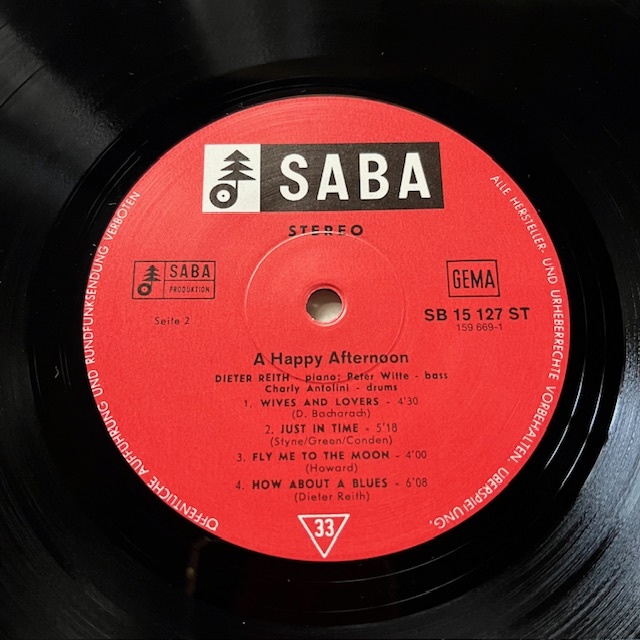 SABA
STEREO
SABA
PRODUKTION
GEMA
Seite 2
SB 15 127 ST
159 669-1
A Happy Afternoon
DIETER REITH - piano; Peter Witte - bass
Charly Antolini - drums
1. WIVES AND LOVERS - 4'30
(D. Bacharach)
2. JUST IN TIME - 5'18
(Styne/Green/Conden)
3. FLY ME TO THE MOON - 4'00
(Howard)
4. HOW ABOUT A BLUES - 6'08
(Dieter Reith)
33
ALLE HERSTELLER- UND URHEBERRECHTE VORBEHALTEN. ÜBERSPIELUNG,
ÖFFENTLICHE AUFFÜHRUNG UND RUNDFUNKSENDUNG VERBOTEN